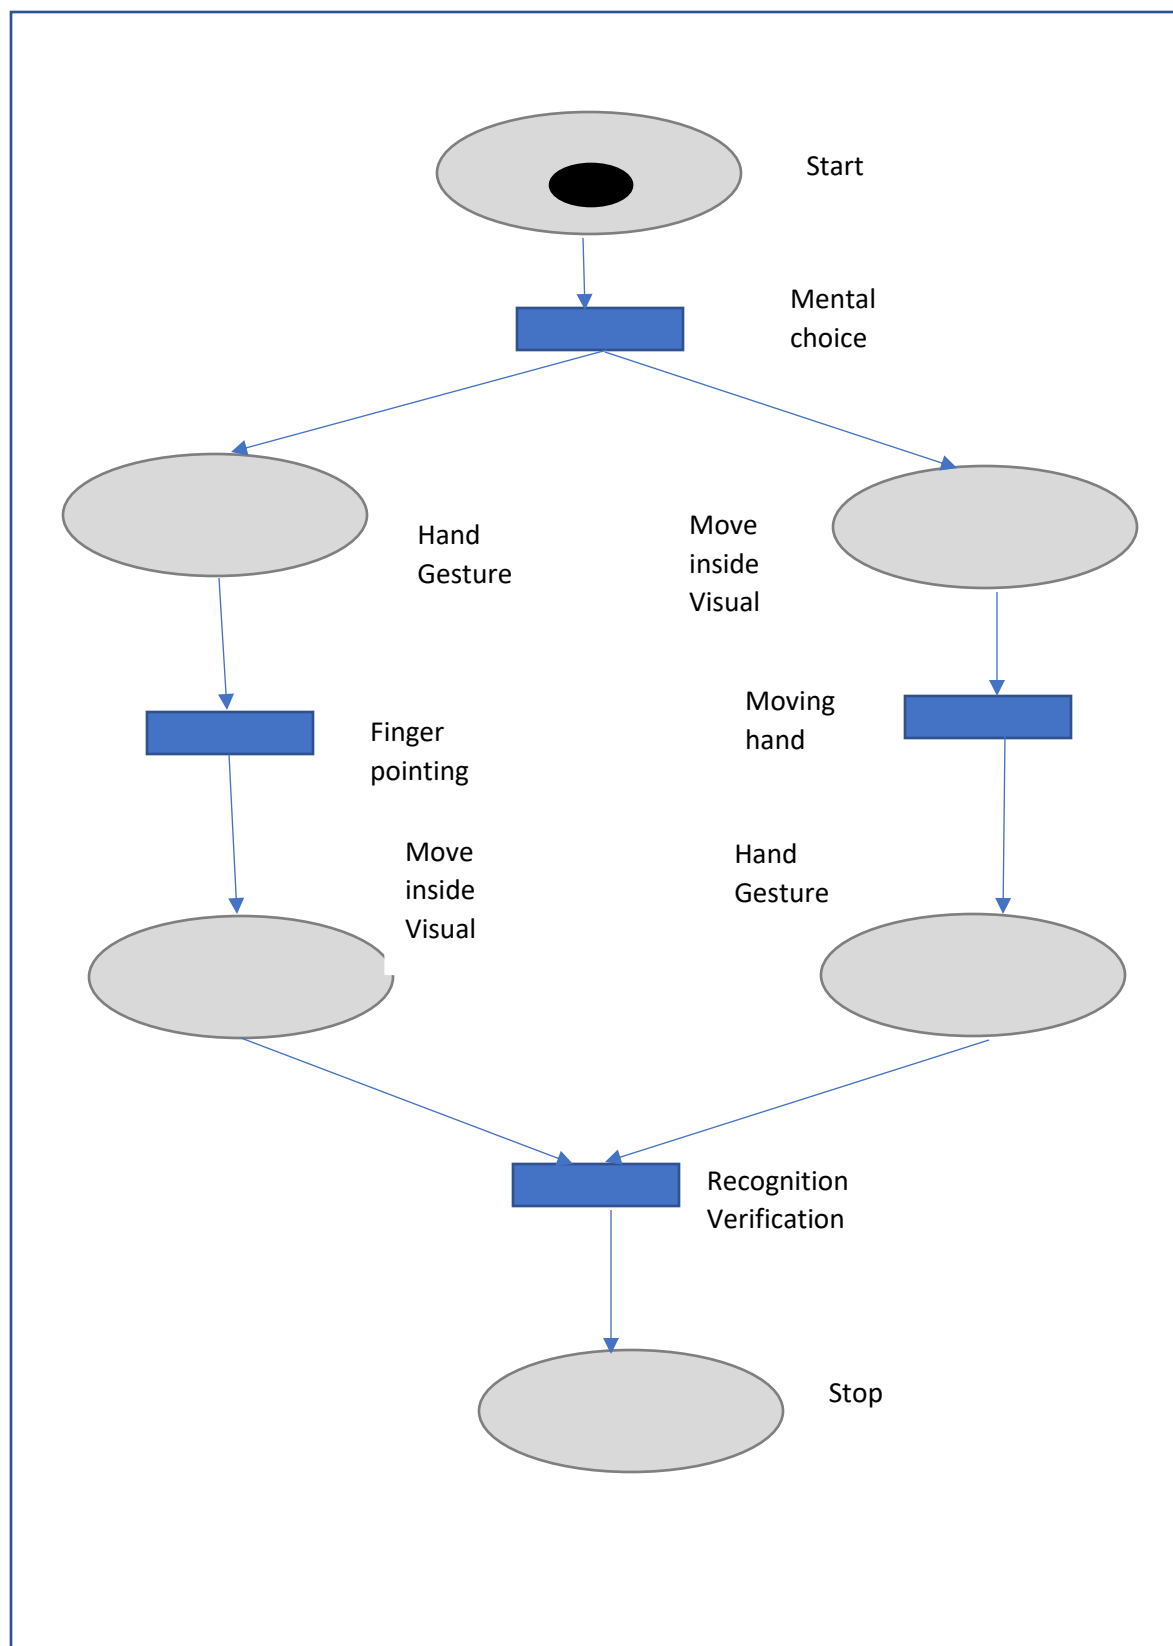 Start
Mental
choice
Hand
Gesture
Move
inside
Visual
Finger
pointing
Moving
hand
Move
inside
Visual
Hand
Gesture
Recognition
Verification
Stop